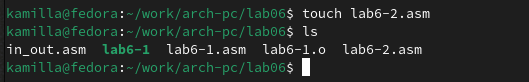 kamilla@fedora:~/work/arch-pc/lab06$ touch lab6-2.asm
kamilla@fedora:~/work/arch-pc/lab06$ ls
in_out.asm  lab6-1  lab6-1.asm  lab6-1.o  lab6-2.asm
kamilla@fedora:~/work/arch-pc/lab06$